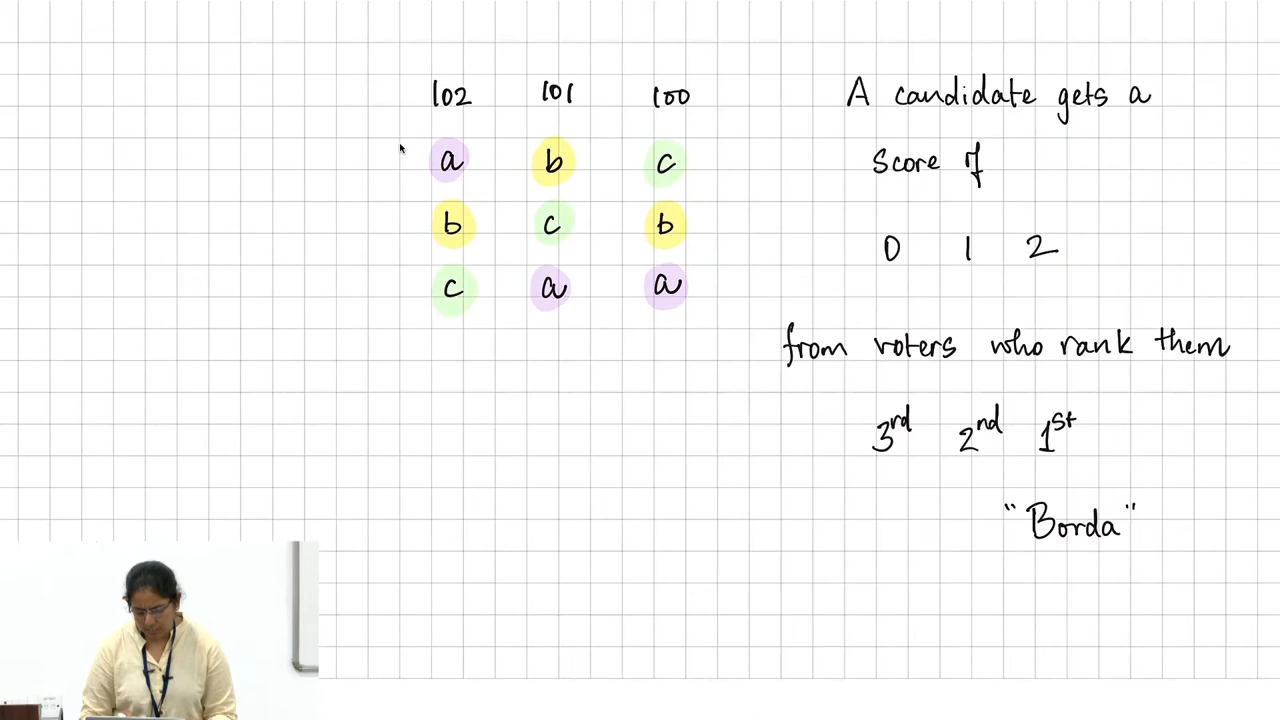 102 101 100
a b c
b c b
c a a
A candidate gets a
score of
0 1 2
from voters who rank them
3rd 2nd 1st
"Borda"